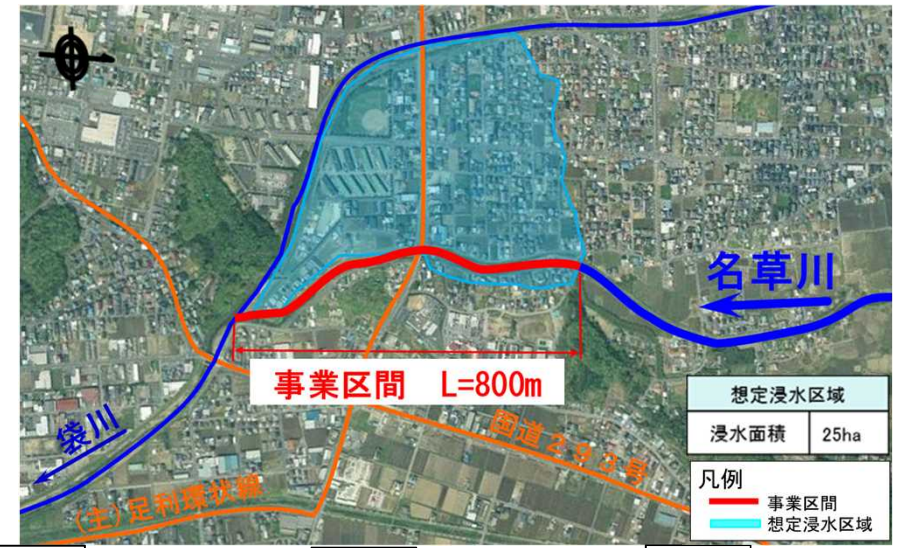 名草川
事業区間　L=800m
袋川
国道２９３号
(主)足利環状線
想定浸水区域
浸水面積 25ha
凡例
事業区間
想定浸水区域